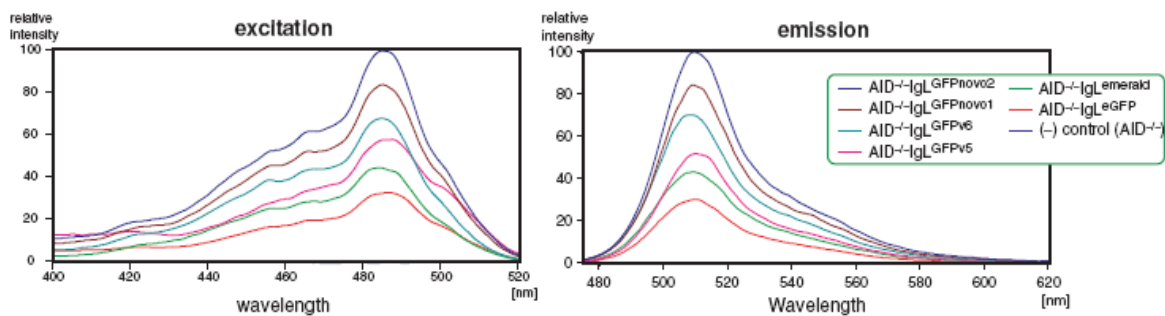 relative
intensity
excitation
100
80
60
40
20
0
400
420
440
460
480
500
520
[nm]
wavelength
relative
intensity
emission
100
80
60
40
20
0
480
500
520
540
560
580
600
620
[nm]
Wavelength
AID-/-IgLGFPnovo2
AID-/-IgLGFPnovo1
AID-/-IgLGFPv6
AID-/-IgLGFPv5
AID-/-IgLemerald
AID-/-IgLeGFP
(–) control (AID-/-)